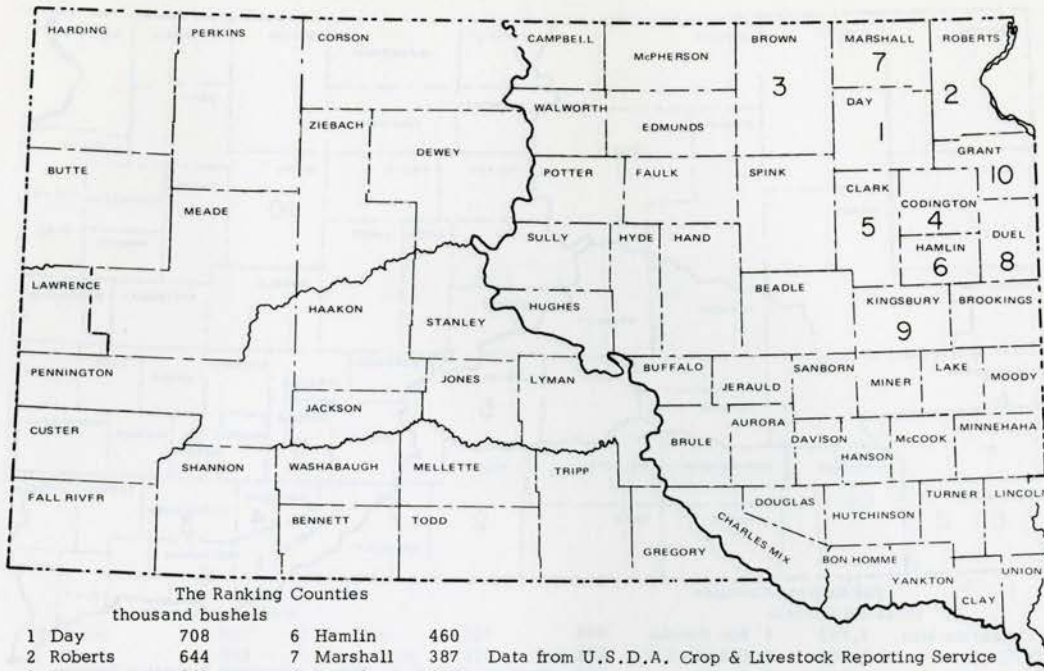 HARDING PERKINS CORSON CAMPBELL McPHERSON BROWN MARSHALL ROBERTS
3 7 2
WALWORTH DAY
ZIEBACH EDMUNDS 1
DEWEY GRANT
BUTTE POTTER FAULK SPINK 10
MEADE CLARK CODINGTON
5 4
SULLY HYDE HAND HAMLIN DUEL
6 8
LAWRENCE BEADLE KINGSBURY BROOKINGS
HAAKON STANLEY HUGHES 9
PENNINGTON JONES LYMAN BUFFALO JERAULD SANBORN MINER LAKE MOODY
JACKSON
CUSTER AURORA
BRULE DAVISON HANSON McCOOK MINNEHAHA
SHANNON WASHABAUGH MELLETTE TRIPP
FALL RIVER DOUGLAS HUTCHINSON TURNER LINCOLN
BENNETT TODD CHARLES MIX
GREGORY BON HOMME YANKTON CLAY UNION
The Ranking Counties
thousand bushels
1 Day 708 6 Hamlin 460
2 Roberts 644 7 Marshall 387 Data from U.S.D.A. Crop & Livestock Reporting Service